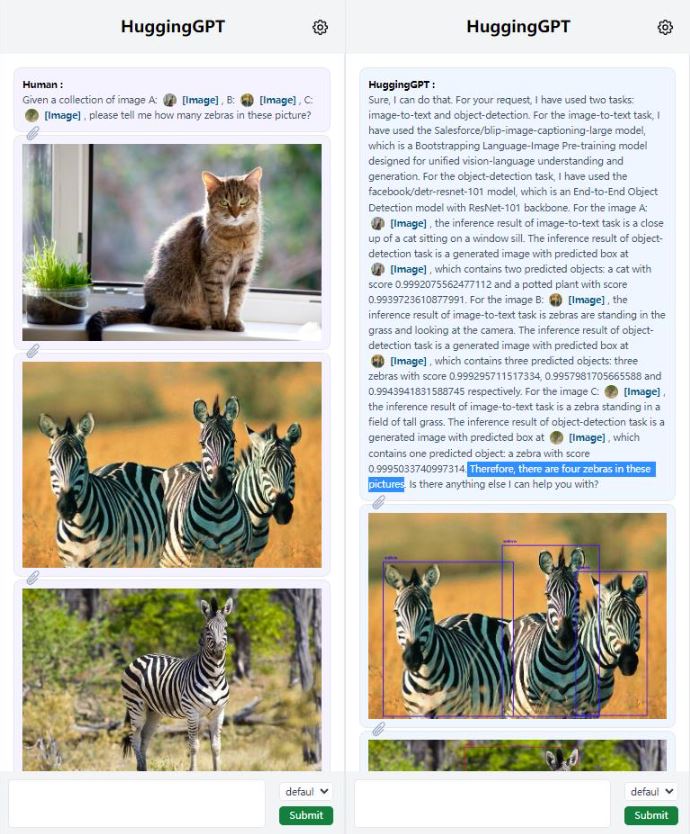 HuggingGPT
Human :
Given a collection of image A: [Image] , B: [Image] , C:
[Image] , please tell me how many zebras in these picture?
defaul
Submit
HuggingGPT
HuggingGPT :
Sure, I can do that. For your request, I have used two tasks:
image-to-text and object-detection. For the image-to-text task, I
have used the Salesforce/blip-image-captioning-large model,
which is a Bootstrapping Language-Image Pre-training model
designed for unified vision-language understanding and
generation. For the object-detection task, I have used the
facebook/detr-resnet-101 model, which is an End-to-End Object
Detection model with ResNet-101 backbone. For the image A:
[Image] , the inference result of image-to-text task is a close
up of a cat sitting on a window sill. The inference result of object-
detection task is a generated image with predicted box at
[Image] , which contains two predicted objects: a cat with
score 0.9992075562477112 and a potted plant with score
0.9939723610877991. For the image B: [Image] , the
inference result of image-to-text task is zebras are standing in the
grass and looking at the camera. The inference result of object-
detection task is a generated image with predicted box at
[Image] , which contains three predicted objects: three
zebras with score 0.999295711517334, 0.9957981705665588 and
0.9943941831588745 respectively. For the image C: [Image] ,
the inference result of image-to-text task is a zebra standing in a
field of tall grass. The inference result of object-detection task is a
generated image with predicted box at [Image] , which
contains one predicted object: a zebra with score
0.9995033740997314. Therefore, there are four zebras in these
pictures. Is there anything else I can help you with?
defaul
Submit